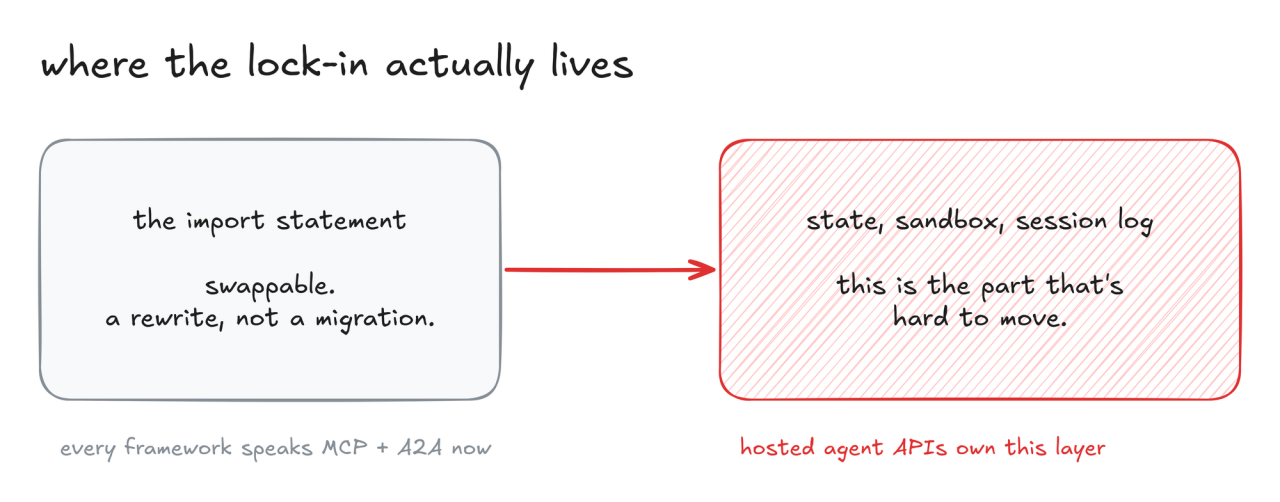 where the lock-in actually lives
the import statement
swappable.
a rewrite, not a migration.
state, sandbox, session log
this is the part that's
hard to move.
every framework speaks MCP + A2A now
hosted agent APIs own this layer